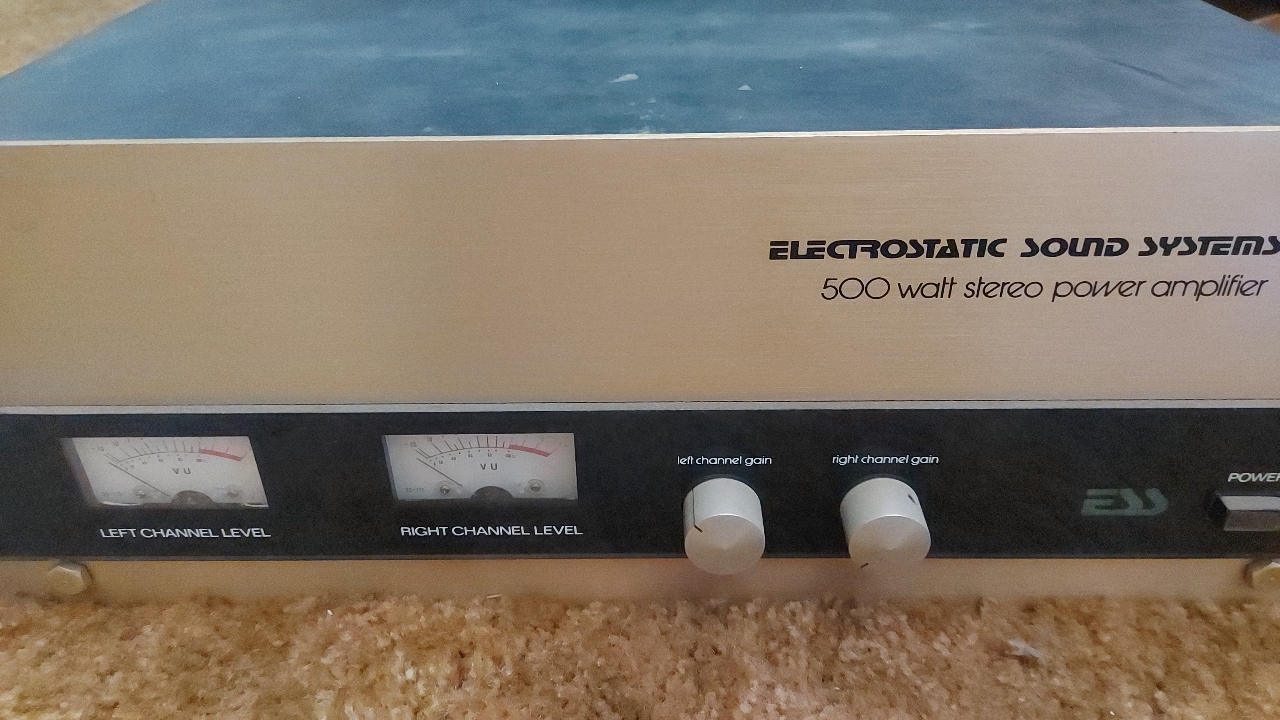 ELECTROSTATIC SOUND SYSTEMS
500 watt stereo power amplifier
VU
VU
left channel gain
right channel gain
POWER
ESS
LEFT CHANNEL LEVEL
RIGHT CHANNEL LEVEL